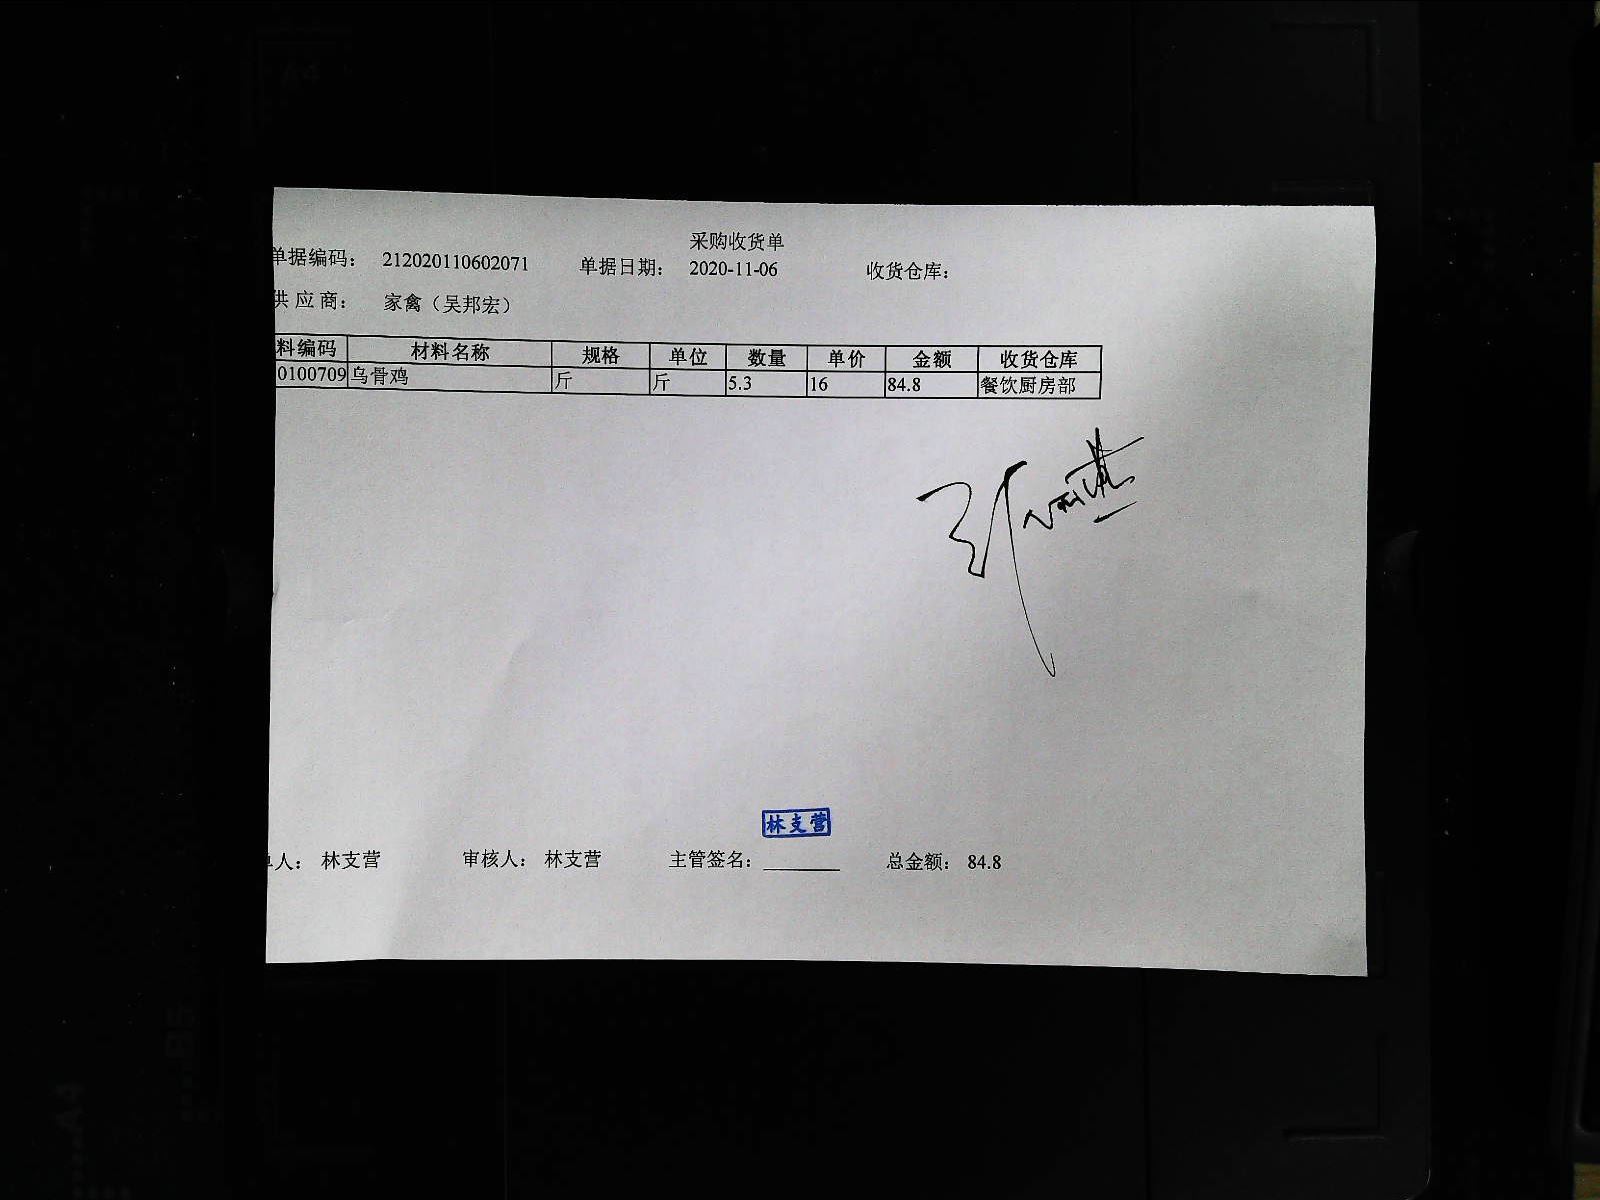 采购收货单
单据编码： 212020110602071 单据日期： 2020-11-06 收货仓库：
供 应 商： 家禽（吴邦宏）
料编码 材料名称 规格 单位 数量 单价 金额 收货仓库
0100709 乌骨鸡 斤 斤 5.3 16 84.8 餐饮厨房部
林支营
人： 林支营 审核人： 林支营 主管签名： 总金额： 84.8